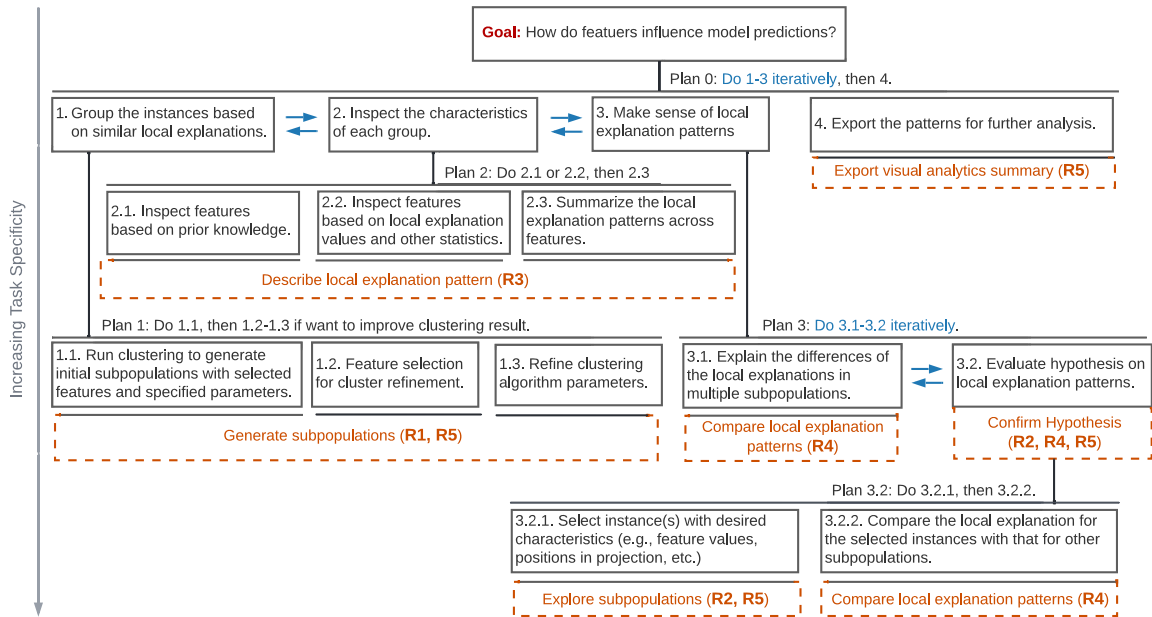 Goal: How do featuers influence model predictions?
Plan 0: Do 1-3 iteratively, then 4.
1. Group the instances based
on similar local explanations.
2. Inspect the characteristics
of each group.
3. Make sense of local
explanation patterns
4. Export the patterns for further analysis.
Export visual analytics summary (R5)
Plan 2: Do 2.1 or 2.2, then 2.3
2.1. Inspect features
based on prior knowledge.
2.2. Inspect features
based on local explanation
values and other statistics.
2.3. Summarize the local
explanation patterns across
features.
Describe local explanation pattern (R3)
Increasing Task Specificity
Plan 1: Do 1.1, then 1.2-1.3 if want to improve clustering result.
1.1. Run clustering to generate
initial subpopulations with selected
features and specified parameters.
1.2. Feature selection
for cluster refinement.
1.3. Refine clustering
algorithm parameters.
Generate subpopulations (R1, R5)
Plan 3: Do 3.1-3.2 iteratively.
3.1. Explain the differences of
the local explanations in
multiple subpopulations.
3.2. Evaluate hypothesis on
local explanation patterns.
Compare local explanation
patterns (R4)
Confirm Hypothesis
(R2, R4, R5)
Plan 3.2: Do 3.2.1, then 3.2.2.
3.2.1. Select instance(s) with desired
characteristics (e.g., feature values,
positions in projection, etc.)
3.2.2. Compare the local explanation for
the selected instances with that for other
subpopulations.
Explore subpopulations (R2, R5)
Compare local explanation patterns (R4)